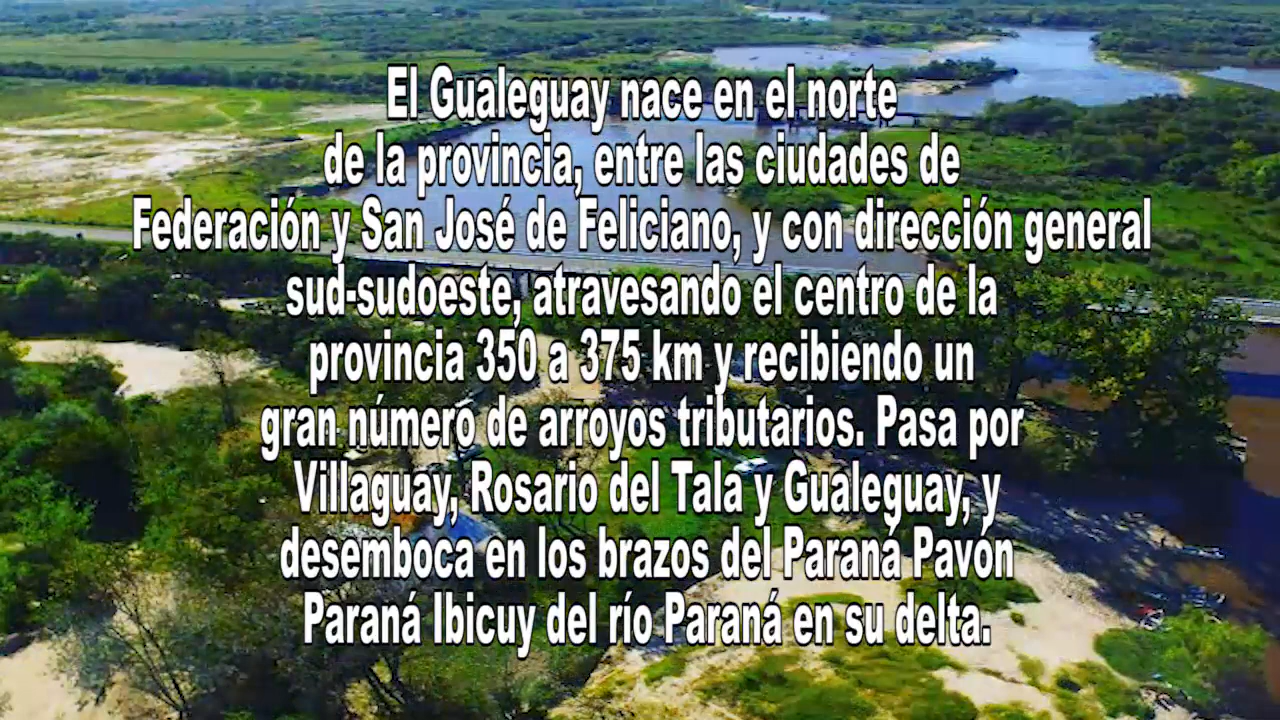 El Gualeguay nace en el norte
de la provincia, entre las ciudades de
Federación y San José de Feliciano, y con dirección general
sud-sudoeste, atravesando el centro de la
provincia 350 a 375 km y recibiendo un
gran número de arroyos tributarios. Pasa por
Villaguay, Rosario del Tala y Gualeguay, y
desemboca en los brazos del Paraná Pavón
Paraná Ibicuy del río Paraná en su delta.